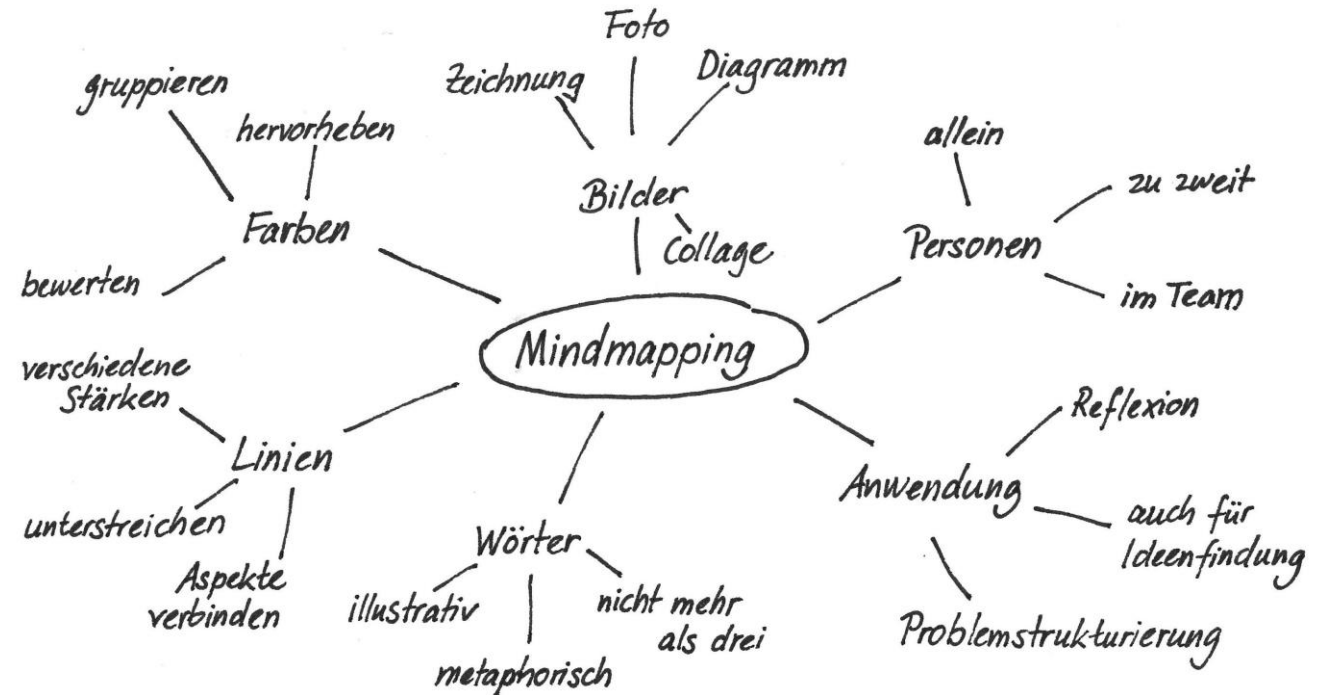 Foto
Zeichnung
Diagramm
Bilder
Collage
gruppieren
hervorheben
Farben
bewerten
allein
zu zweit
Personen
im Team
Mindmapping
verschiedene
Stärken
Linien
unterstreichen
Aspekte
verbinden
Wörter
illustrativ
metaphorisch
nicht mehr
als drei
Reflexion
Anwendung
auch für
Ideenfindung
Problemstrukturierung